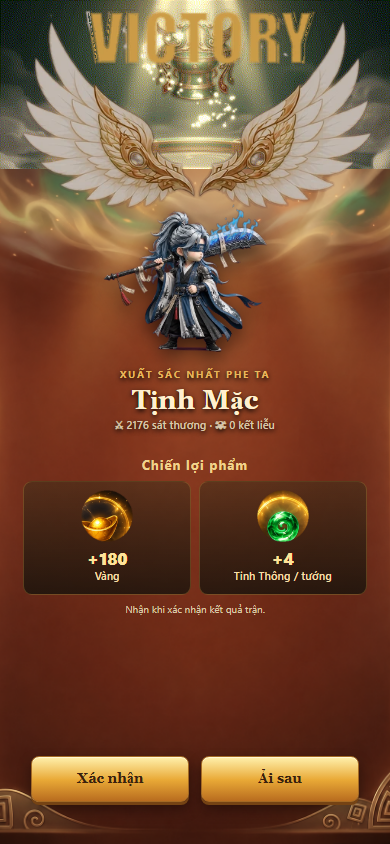 VICTORY
XUẤT SẮC NHẤT PHE TA
Tịnh Mặc
2176 sát thương · 0 kết liễu
Chiến lợi phẩm
+180
Vàng
+4
Tinh Thông / tướng
Nhận khi xác nhận kết quả trận.
Xác nhận
Ải sau